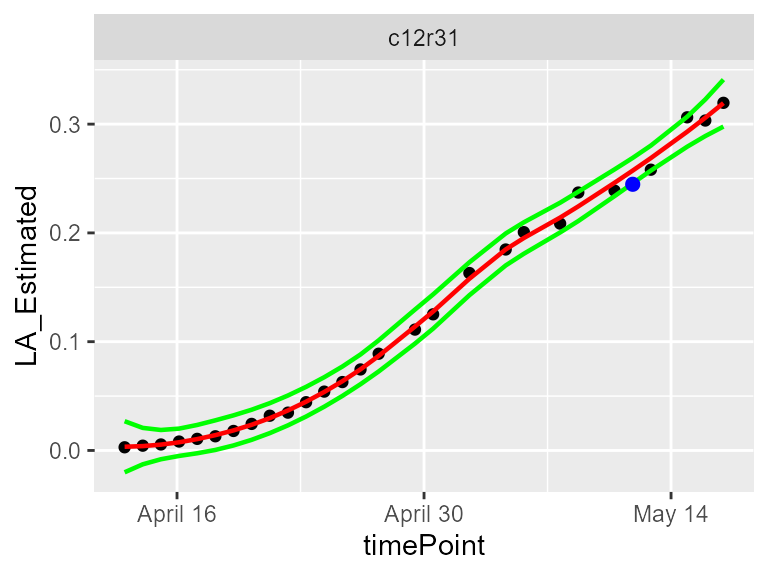 c12r31
LA_Estimated
0.3
0.2
0.1
0.0
April 16
April 30
May 14
timePoint